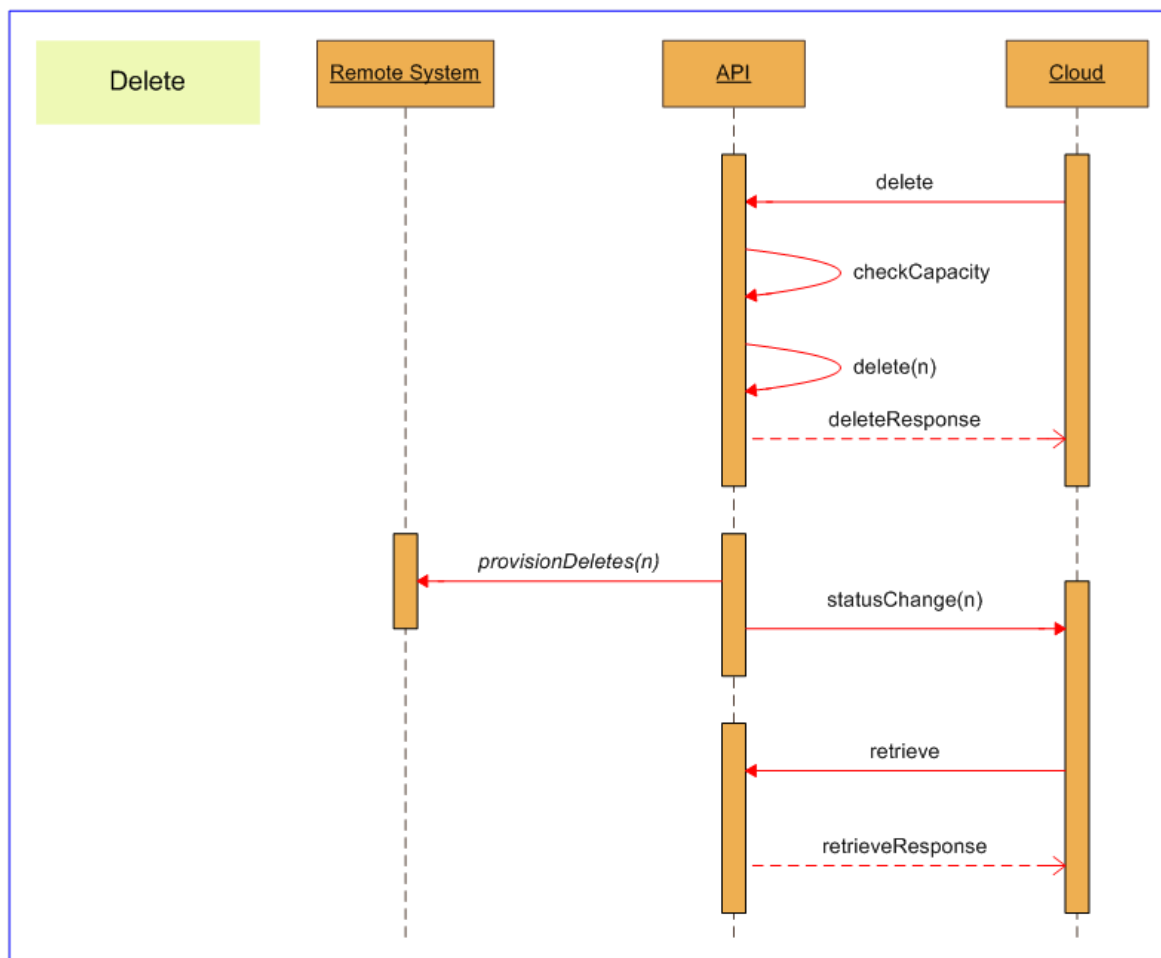 Delete
Remote System
API
Cloud
delete
checkCapacity
delete(n)
deleteResponse
provisionDeletes(n)
statusChange(n)
retrieve
retrieveResponse